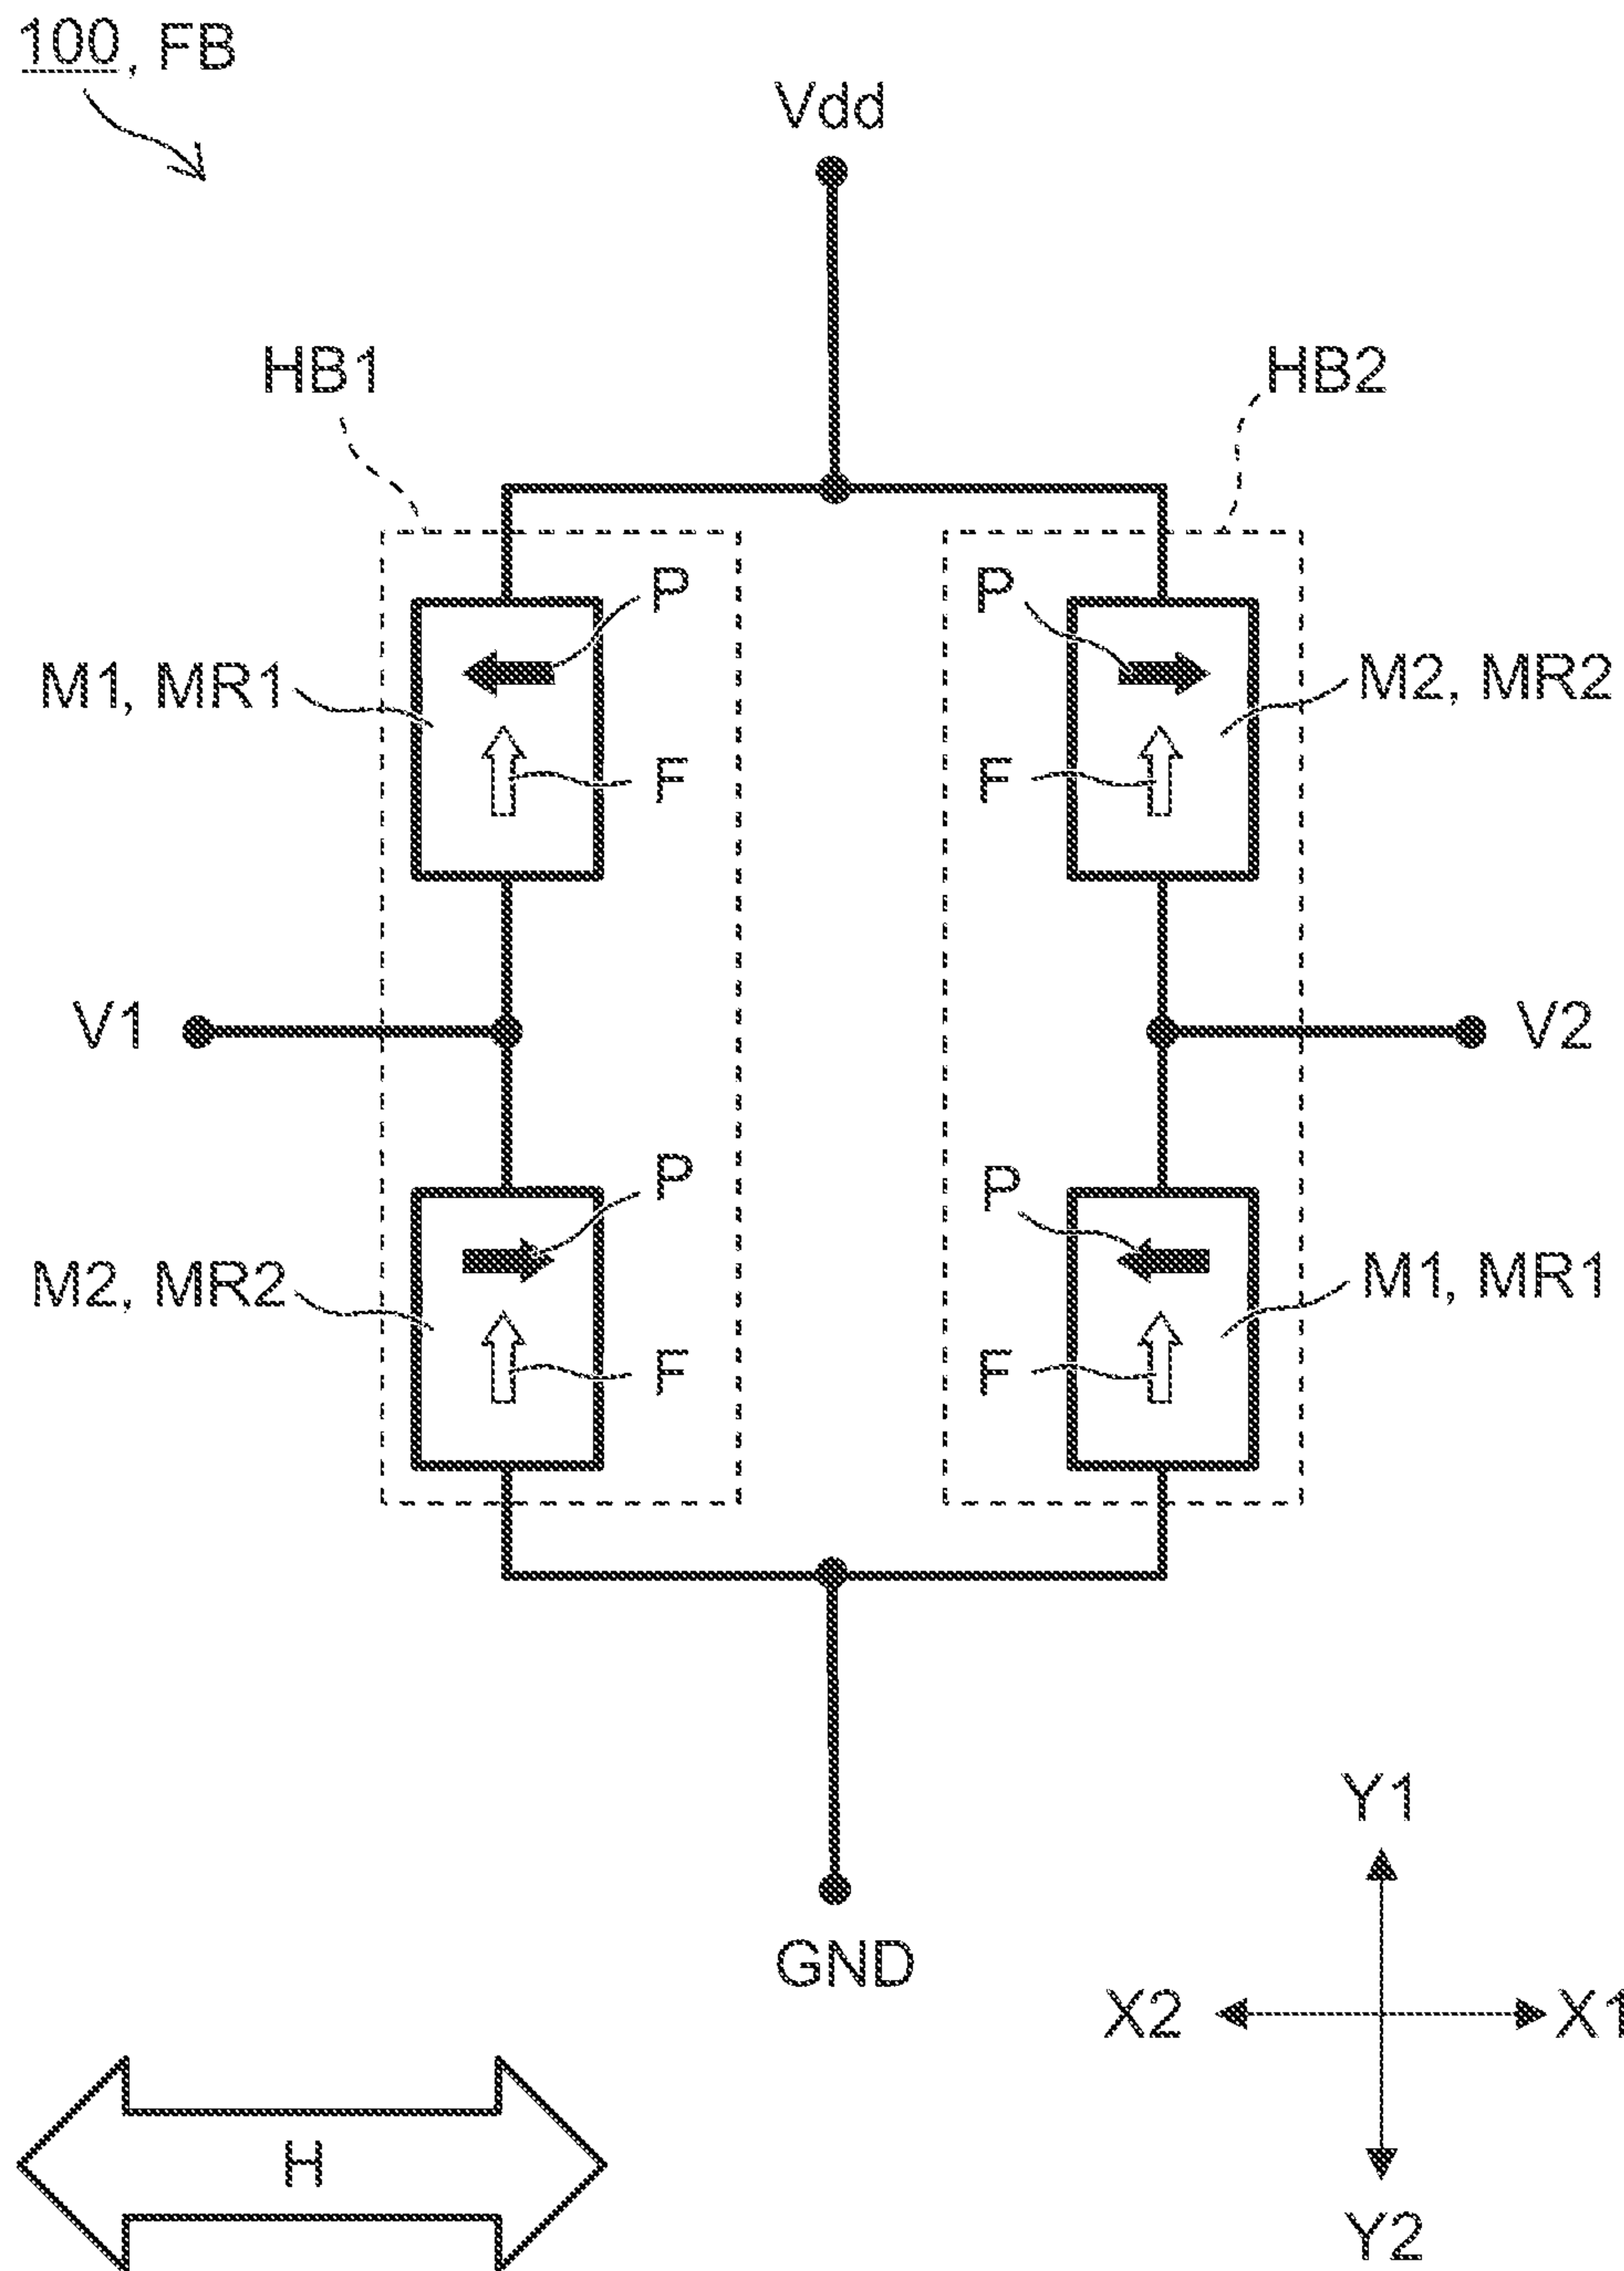 100, FB
Vdd
HB1 HB2
P P
M1, MR1 M2, MR2
F F
V1 V2
P P
M2, MR2 M1, MR1
F F
Y1
GND
X2 X1
H
Y2